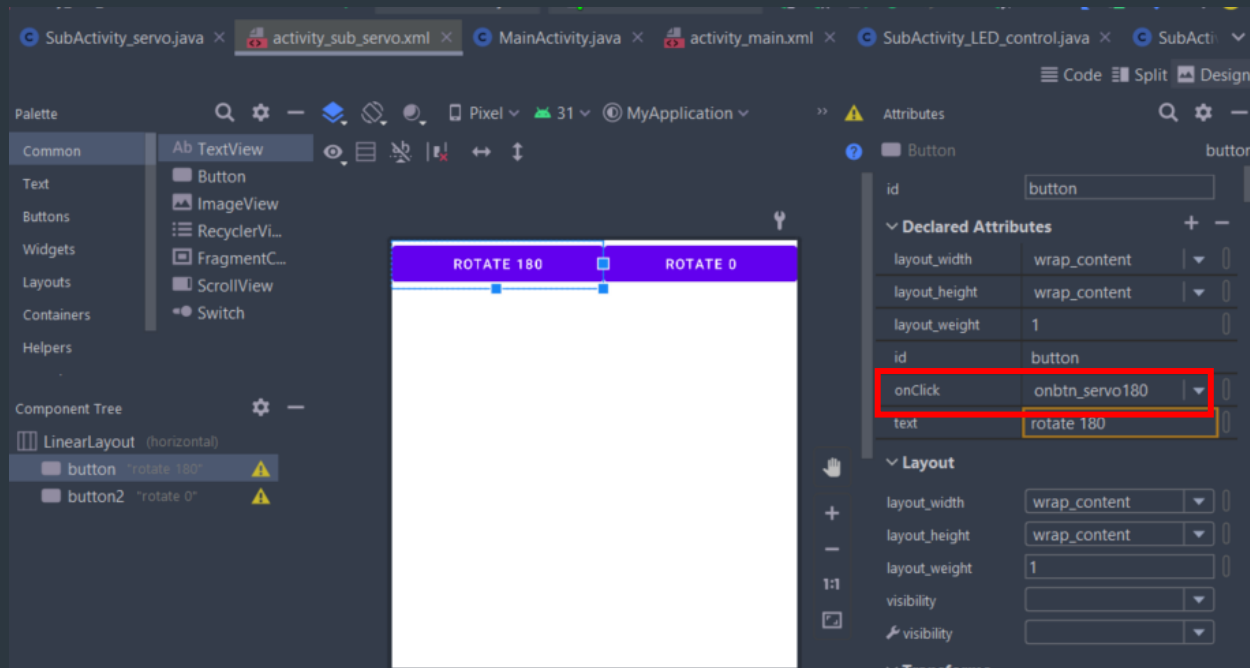 SubActivity_servo.java
activity_sub_servo.xml
MainActivity.java
activity_main.xml
SubActivity_LED_control.java
Code
Split
Design
Palette
Pixel
31
MyApplication
Attributes
Common
Text
Buttons
Widgets
Layouts
Containers
Helpers
Ab TextView
Button
ImageView
RecyclerVi...
FragmentC...
ScrollView
Switch
ROTATE 180
ROTATE 0
Component Tree
LinearLayout (horizontal)
button "rotate 180"
button2 "rotate 0"
1:1
Button
button
id button
Declared Attributes
layout_width wrap_content
layout_height wrap_content
layout_weight 1
id button
onClick onbtn_servo180
text rotate 180
Layout
layout_width wrap_content
layout_height wrap_content
layout_weight 1
visibility
visibility